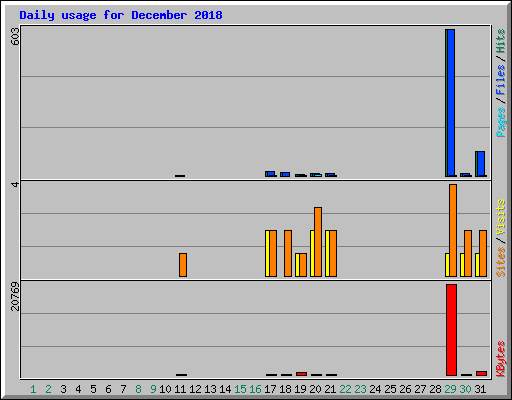 Daily usage for December 2018
603
Pages / Files / Hits
4
Sites / Visits
20769
KBytes
1 2 3 4 5 6 7 8 9 10 11 12 13 14 15 16 17 18 19 20 21 22 23 24 25 26 27 28 29 30 31